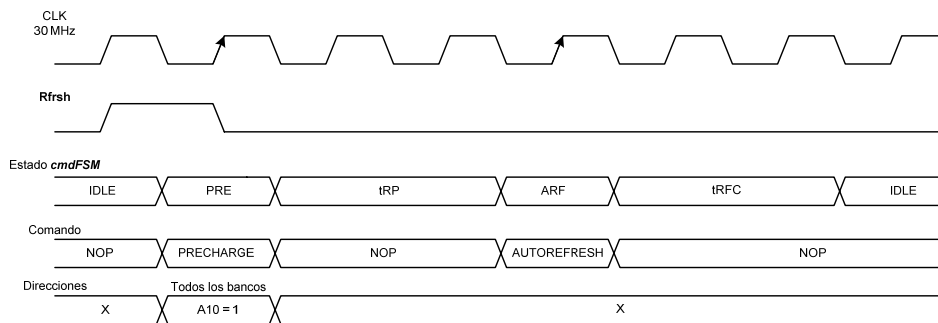 CLK
30 MHz
Rfrsh
Estado cmdFSM
IDLE PRE tRP ARF tRFC IDLE
Comando
NOP PRECHARGE NOP AUTOREFRESH NOP
Direcciones Todos los bancos
X A10 = 1 X